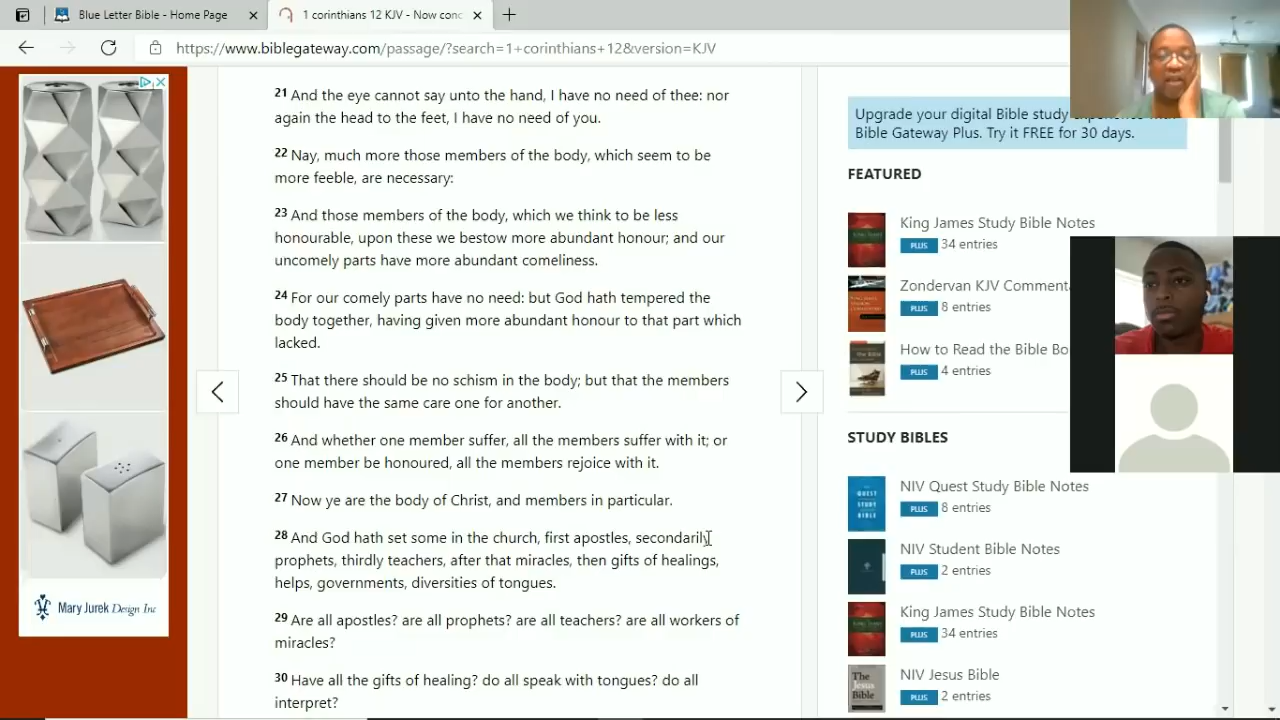 Blue Letter Bible - Home Page
1 corinthians 12 KJV - Now conc
https://www.biblegateway.com/passage/?search=1+corinthians+12&version=KJV
21 And the eye cannot say unto the hand, I have no need of thee: nor
again the head to the feet, I have no need of you.
22 Nay, much more those members of the body, which seem to be
more feeble, are necessary:
23 And those members of the body, which we think to be less
honourable, upon these we bestow more abundant honour; and our
uncomely parts have more abundant comeliness.
24 For our comely parts have no need: but God hath tempered the
body together, having given more abundant honour to that part which
lacked.
25 That there should be no schism in the body; but that the members
should have the same care one for another.
26 And whether one member suffer, all the members suffer with it; or
one member be honoured, all the members rejoice with it.
27 Now ye are the body of Christ, and members in particular.
28 And God hath set some in the church, first apostles, secondarily
prophets, thirdly teachers, after that miracles, then gifts of healings,
helps, governments, diversities of tongues.
29 Are all apostles? are all prophets? are all teachers? are all workers of
miracles?
30 Have all the gifts of healing? do all speak with tongues? do all
interpret?
Mary Jurek Design Inc
Upgrade your digital Bible study
Bible Gateway Plus. Try it FREE for 30 days.
FEATURED
King James Study Bible Notes
PLUS 34 entries
Zondervan KJV Commenta
PLUS 8 entries
How to Read the Bible Bo
PLUS 4 entries
STUDY BIBLES
NIV Quest Study Bible Notes
PLUS 8 entries
QUEST
STUDY
BIBLE
NIV Student Bible Notes
PLUS 2 entries
King James Study Bible Notes
PLUS 34 entries
NIV Jesus Bible
PLUS 2 entries
The
Jesus
Bible